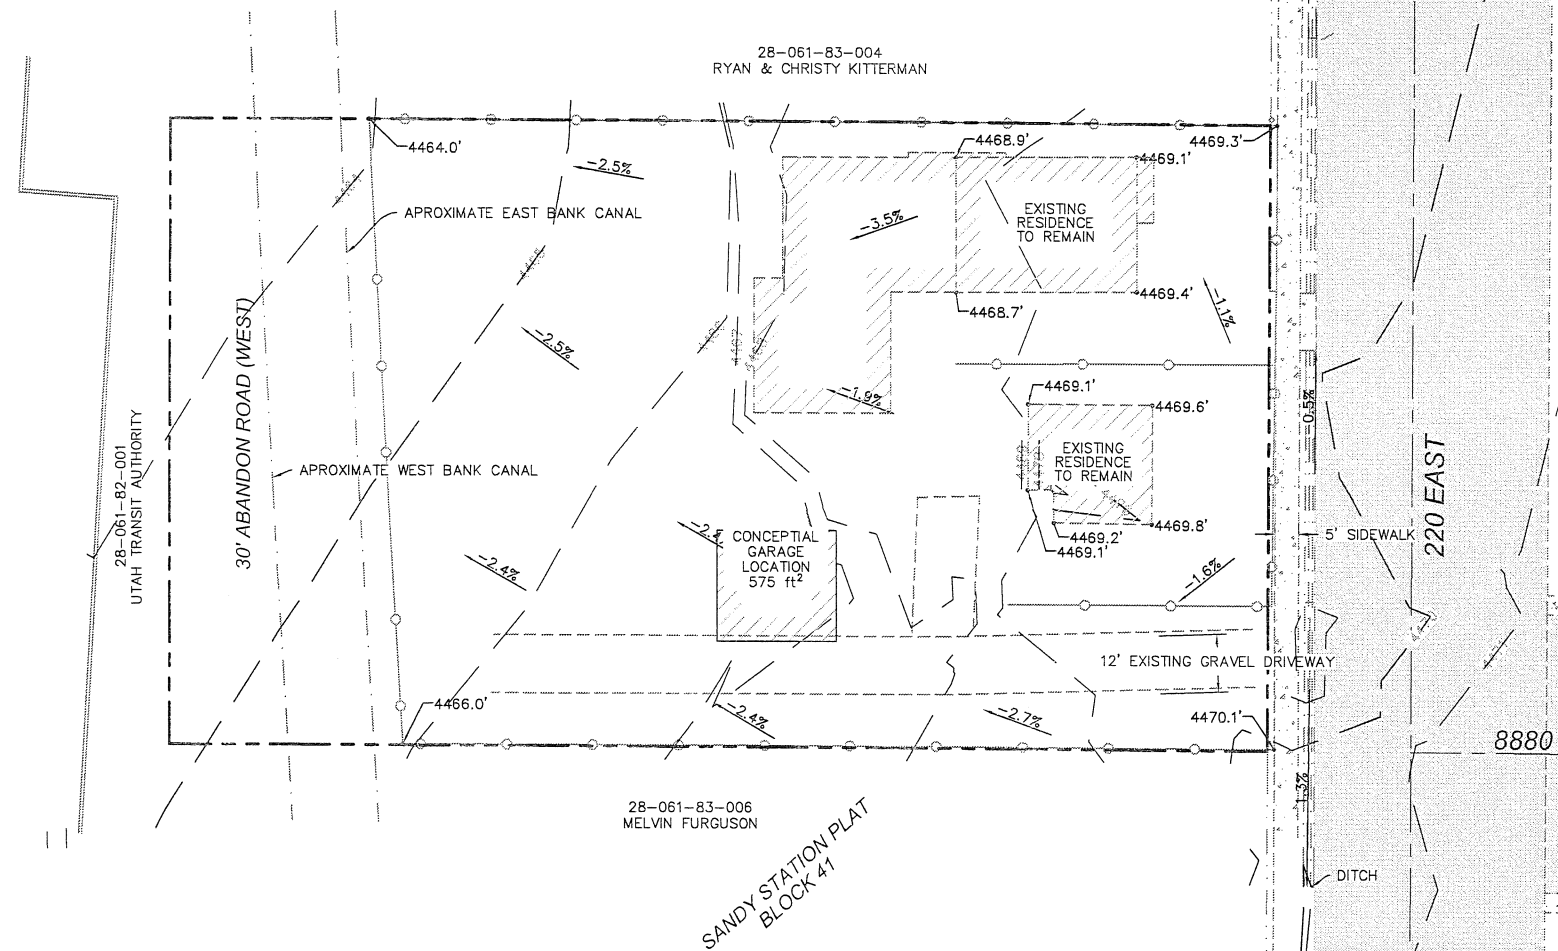 28-061-83-004
RYAN & CHRISTY KITTERMAN
4464.0'
4468.9'
4469.3'
4469.1'
-2.5%
APROXIMATE EAST BANK CANAL
-3.5%
EXISTING
RESIDENCE
TO REMAIN
4469.4'
4468.7'
-1.1%
-2.5%
30' ABANDON ROAD (WEST)
4469.1'
4469.6'
-1.9%
-0.5%
28-061-82-001
UTAH TRANSIT AUTHORITY
APROXIMATE WEST BANK CANAL
EXISTING
RESIDENCE
TO REMAIN
220 EAST
4469.8'
4469.2'
4469.1'
5' SIDEWALK
CONCEPTIAL
GARAGE
LOCATION
575 ft²
-2.4%
-1.6%
12' EXISTING GRAVEL DRIVEWAY
4466.0'
-2.4%
-2.7%
4470.1'
8880
1.3%
28-061-83-006
MELVIN FURGUSON
SANDY STATION PLAT
BLOCK 41
DITCH